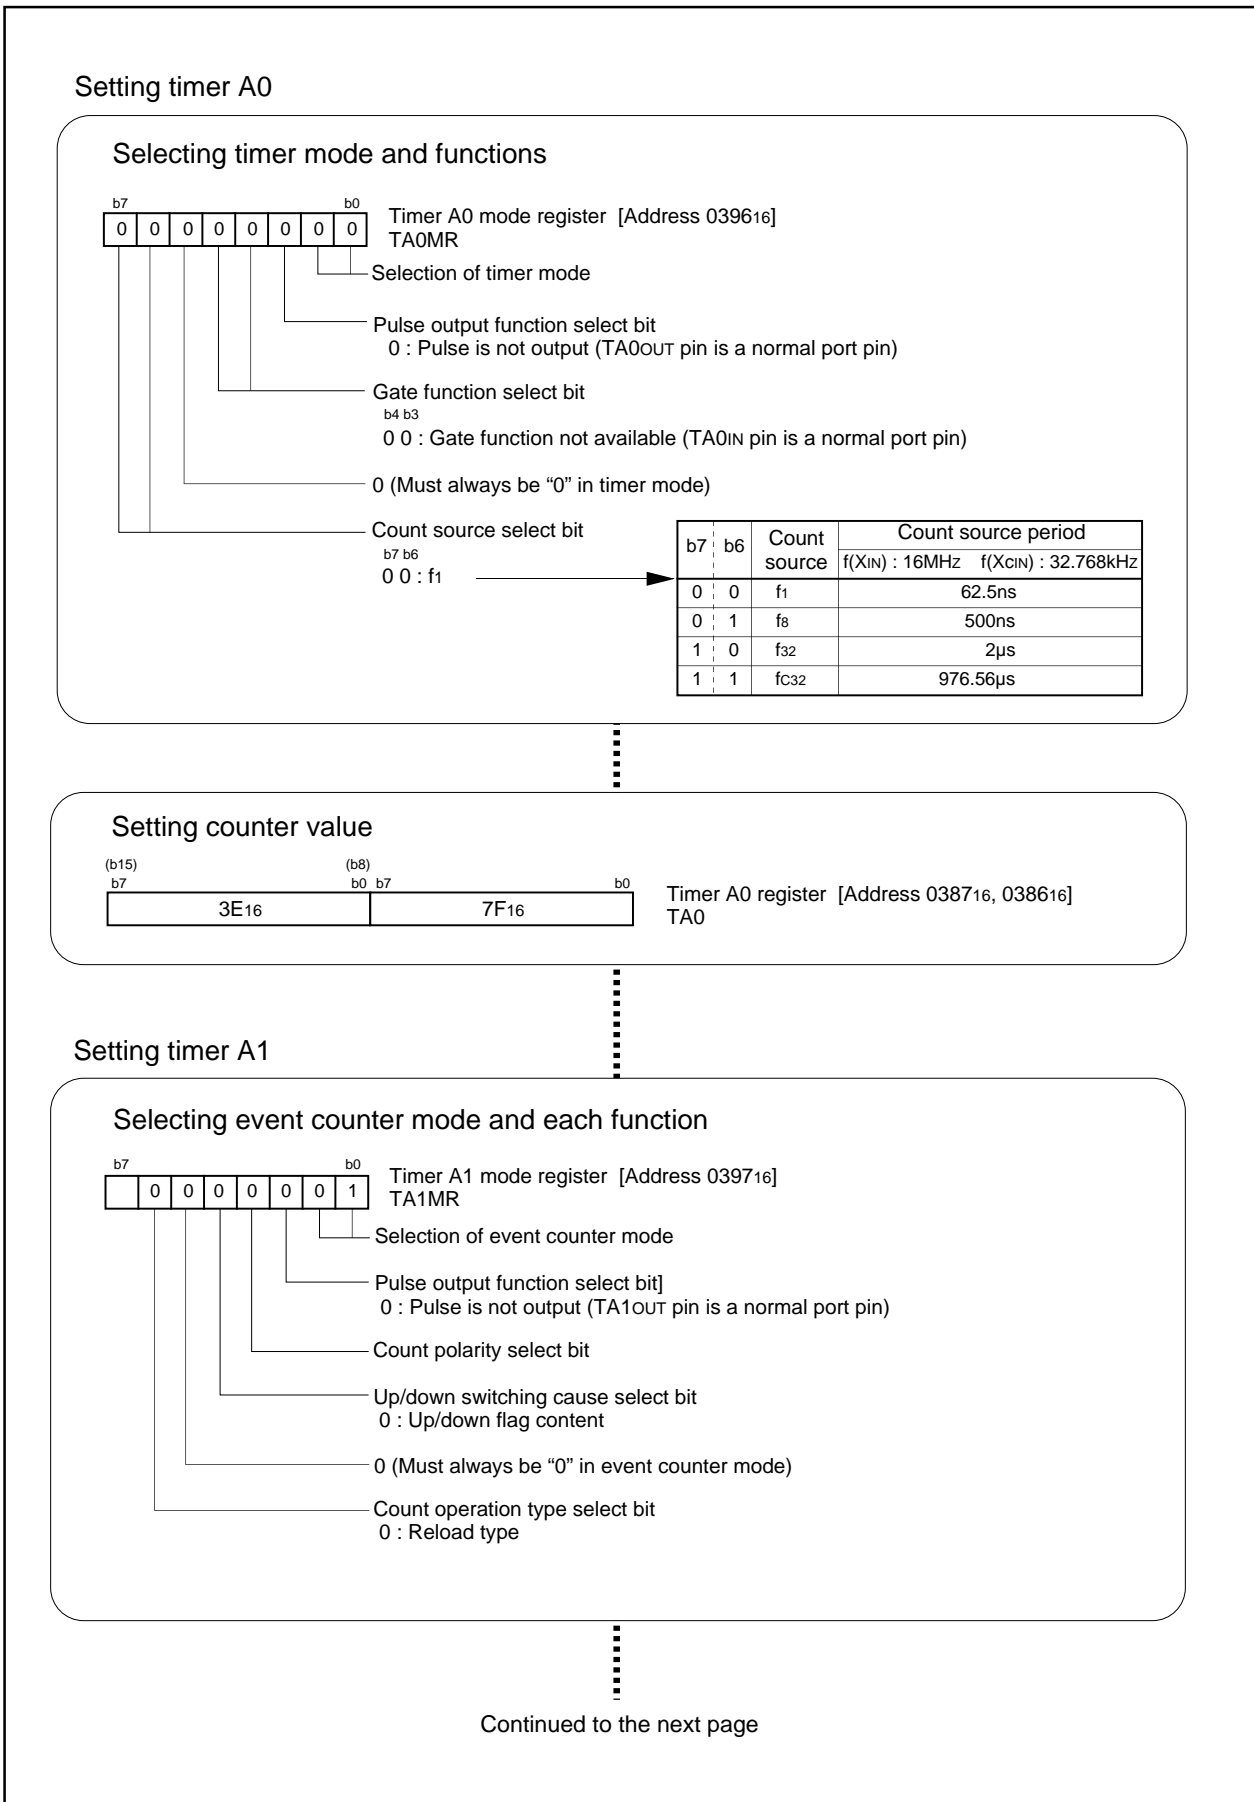 Setting timer A0
Selecting timer mode and functions
b7 b0
0 0 0 0 0 0 0 0
Timer A0 mode register [Address 039616]
TA0MR
Selection of timer mode
Pulse output function select bit
0 : Pulse is not output (TA0OUT pin is a normal port pin)
Gate function select bit
b4 b3
0 0 : Gate function not available (TA0IN pin is a normal port pin)
0 (Must always be “0” in timer mode)
Count source select bit
b7 b6
0 0 : f1
b7 b6 Count source Count source period
f(XIN) : 16MHZ f(XCIN) : 32.768kHZ
0 0 f1 62.5ns
0 1 f8 500ns
1 0 f32 2µs
1 1 fC32 976.56µs
Setting counter value
(b15) (b8)
b7 b0 b7 b0
3E16 7F16
Timer A0 register [Address 038716, 038616]
TA0
Setting timer A1
Selecting event counter mode and each function
b7 b0
0 0 0 0 0 0 1
Timer A1 mode register [Address 039716]
TA1MR
Selection of event counter mode
Pulse output function select bit]
0 : Pulse is not output (TA1OUT pin is a normal port pin)
Count polarity select bit
Up/down switching cause select bit
0 : Up/down flag content
0 (Must always be “0” in event counter mode)
Count operation type select bit
0 : Reload type
Continued to the next page